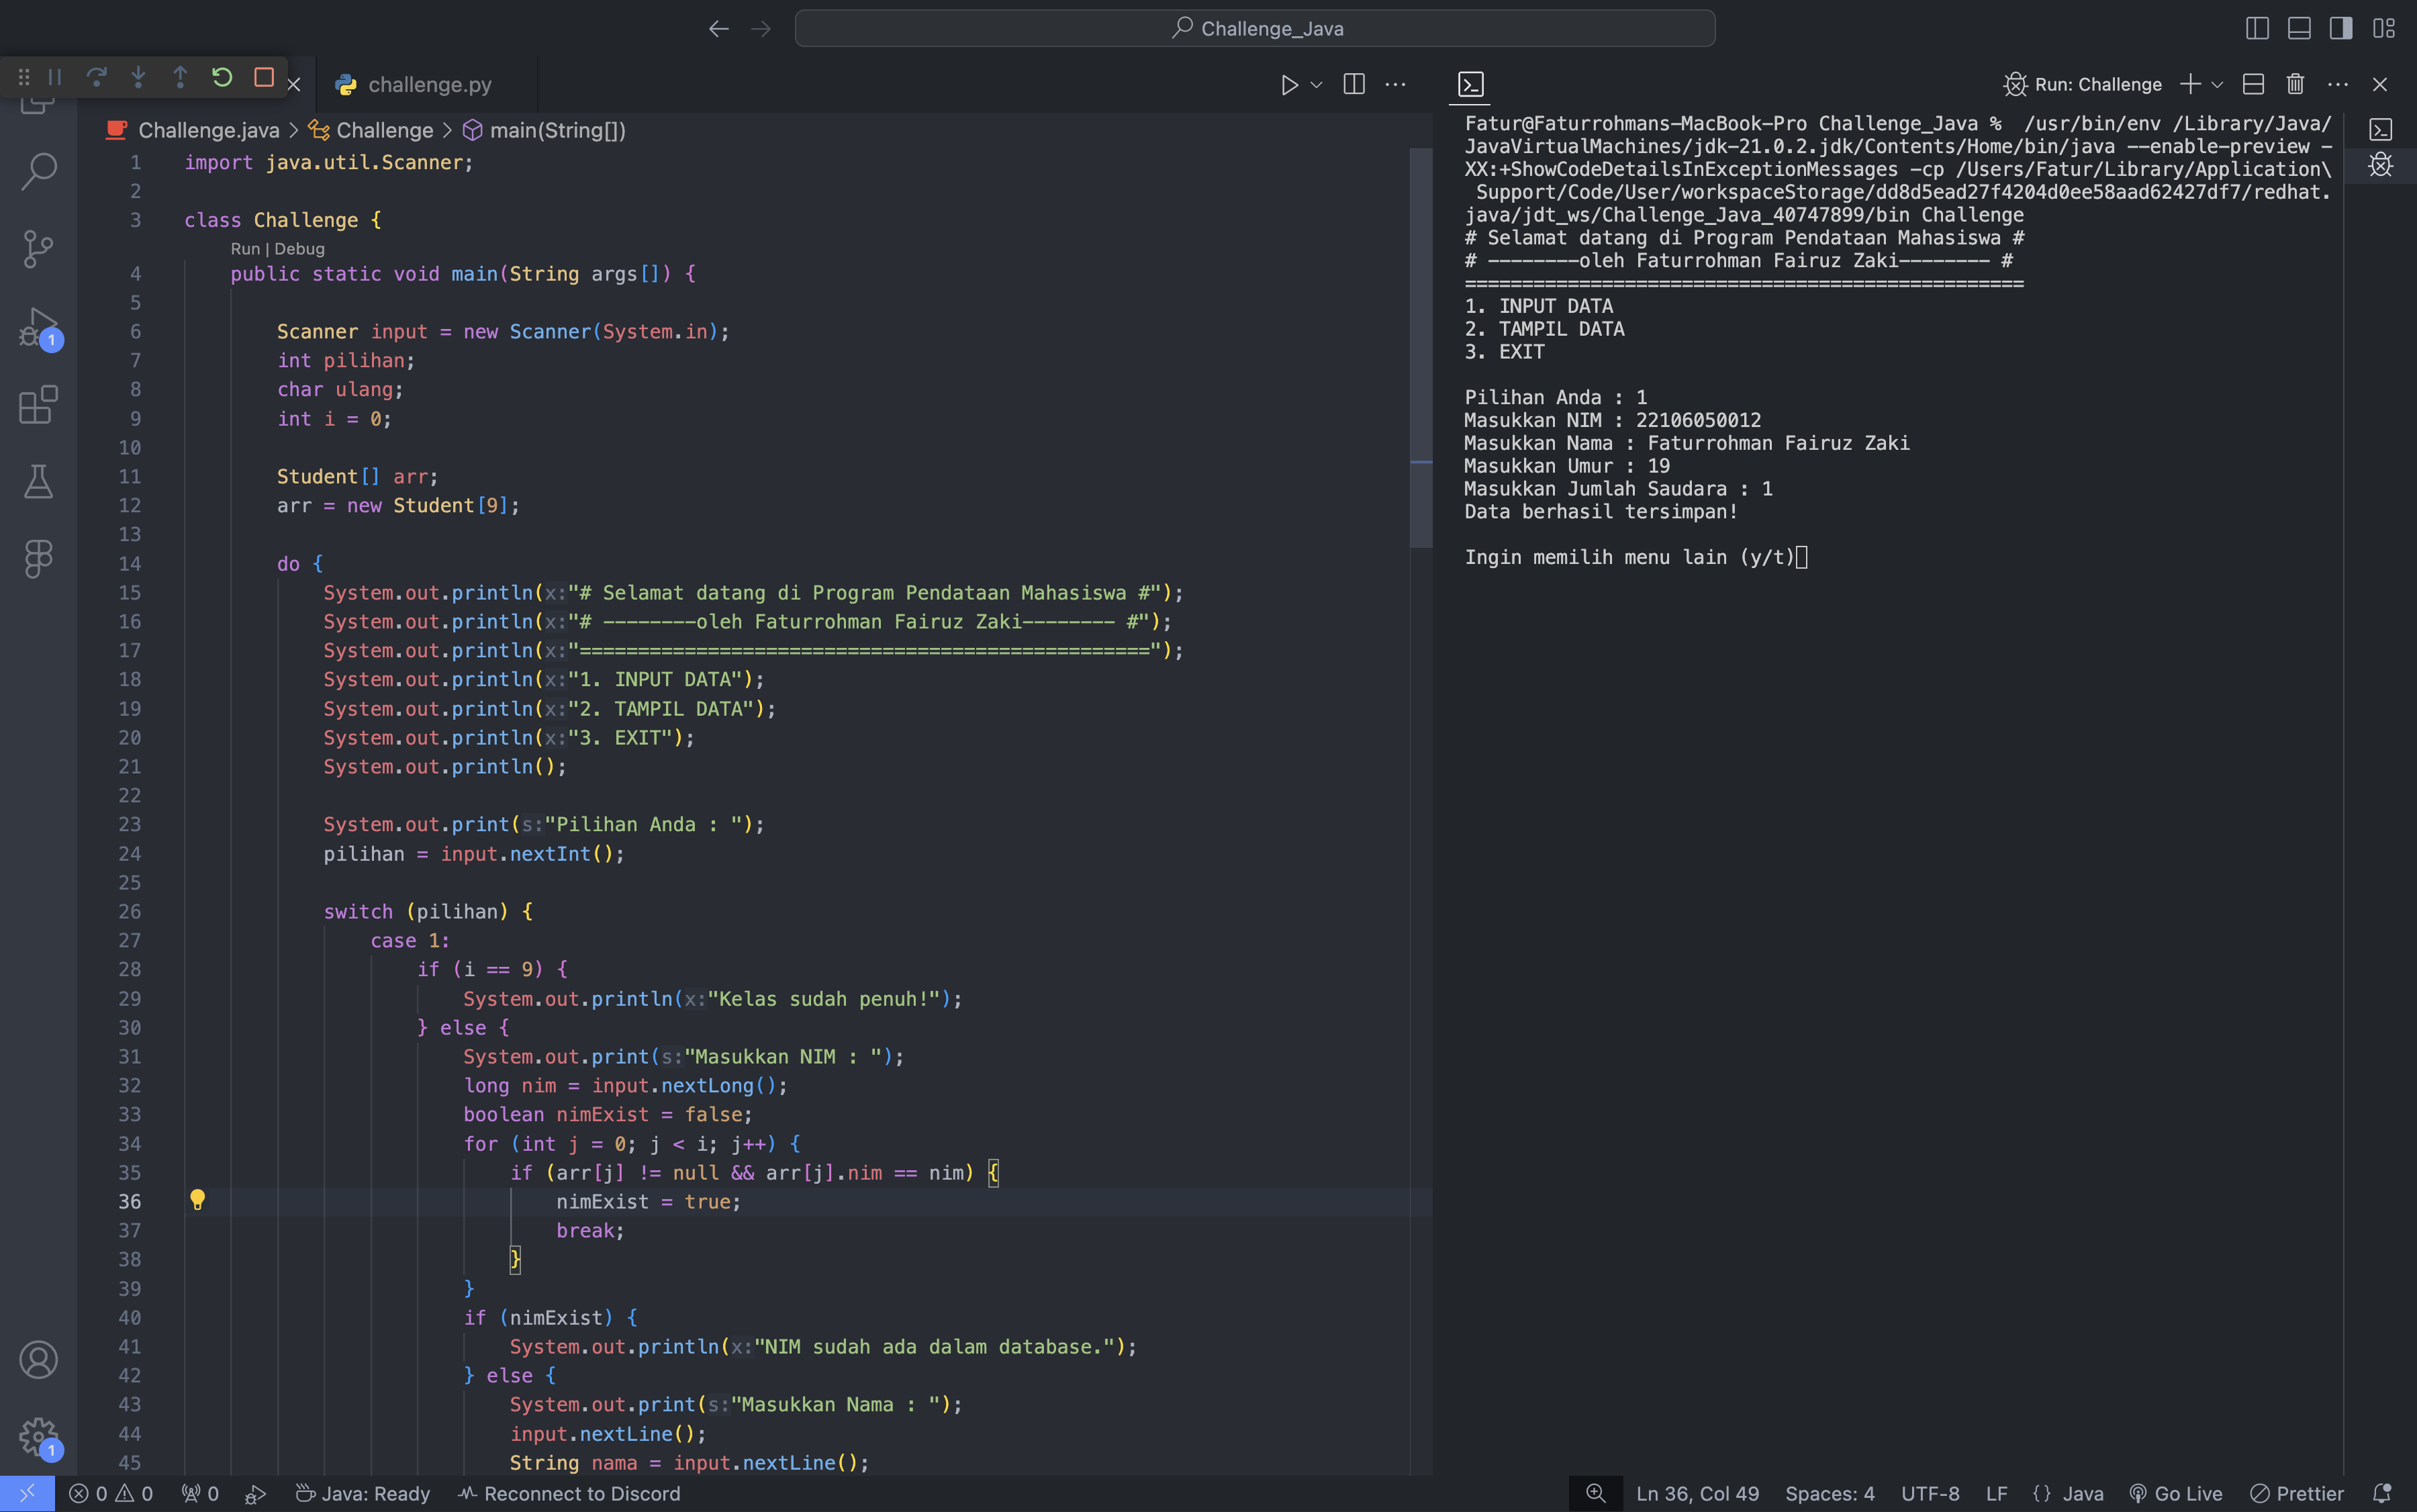 Challenge_Java
challenge.py
Run: Challenge
Challenge.java > Challenge > main(String[])
1 import java.util.Scanner;
2
3 class Challenge {
Run | Debug
4 public static void main(String args[]) {
5
6 Scanner input = new Scanner(System.in);
7 int pilihan;
8 char ulang;
9 int i = 0;
10
11 Student[] arr;
12 arr = new Student[9];
13
14 do {
15 System.out.println(x:"# Selamat datang di Program Pendataan Mahasiswa #");
16 System.out.println(x:"# --------oleh Faturrohman Fairuz Zaki-------- #");
17 System.out.println(x:"=================================================");
18 System.out.println(x:"1. INPUT DATA");
19 System.out.println(x:"2. TAMPIL DATA");
20 System.out.println(x:"3. EXIT");
21 System.out.println();
22
23 System.out.print(s:"Pilihan Anda : ");
24 pilihan = input.nextInt();
25
26 switch (pilihan) {
27 case 1:
28 if (i == 9) {
29 System.out.println(x:"Kelas sudah penuh!");
30 } else {
31 System.out.print(s:"Masukkan NIM : ");
32 long nim = input.nextLong();
33 boolean nimExist = false;
34 for (int j = 0; j < i; j++) {
35 if (arr[j] != null && arr[j].nim == nim) {
36 nimExist = true;
37 break;
38 }
39 }
40 if (nimExist) {
41 System.out.println(x:"NIM sudah ada dalam database.");
42 } else {
43 System.out.print(s:"Masukkan Nama : ");
44 input.nextLine();
45 String nama = input.nextLine();
Fatur@Faturrohmans-MacBook-Pro Challenge_Java % /usr/bin/env /Library/Java/
JavaVirtualMachines/jdk-21.0.2.jdk/Contents/Home/bin/java --enable-preview -
XX:+ShowCodeDetailsInExceptionMessages -cp /Users/Fatur/Library/Application\
Support/Code/User/workspaceStorage/dd8d5ead27f4204d0ee58aad62427df7/redhat.
java/jdt_ws/Challenge_Java_40747899/bin Challenge
# Selamat datang di Program Pendataan Mahasiswa #
# --------oleh Faturrohman Fairuz Zaki-------- #
=================================================
1. INPUT DATA
2. TAMPIL DATA
3. EXIT
Pilihan Anda : 1
Masukkan NIM : 22106050012
Masukkan Nama : Faturrohman Fairuz Zaki
Masukkan Umur : 19
Masukkan Jumlah Saudara : 1
Data berhasil tersimpan!
Ingin memilih menu lain (y/t)
1
1
0 0 0 Java: Ready Reconnect to Discord Ln 36, Col 49 Spaces: 4 UTF-8 LF {} Java Go Live Prettier